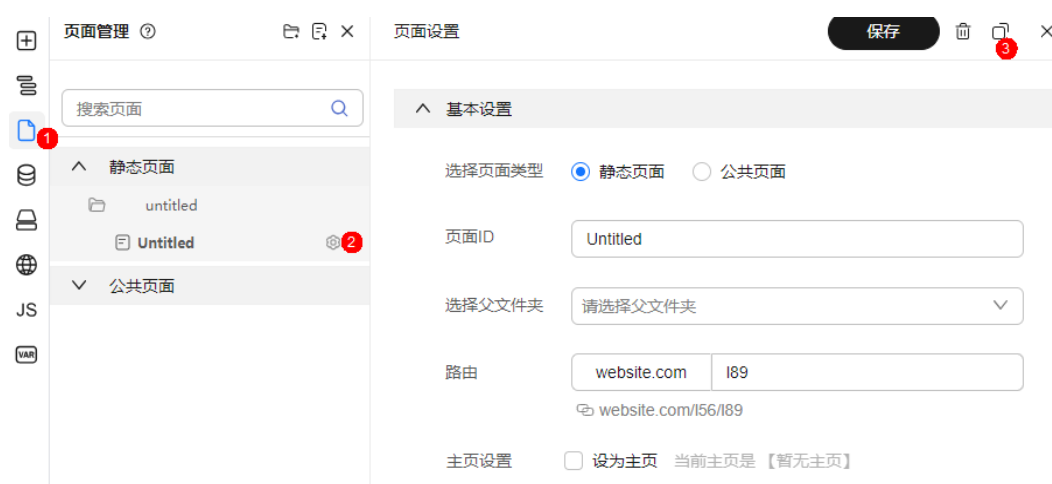 页面管理
页面设置
保存
3
搜索页面
基本设置
1
静态页面
选择页面类型 静态页面 公共页面
untitled
页面ID Untitled
Untitled 2
公共页面
选择父文件夹 请选择父文件夹
JS
VAR
路由 website.com l89
website.com/l56/l89
主页设置 设为主页 当前主页是【暂无主页】